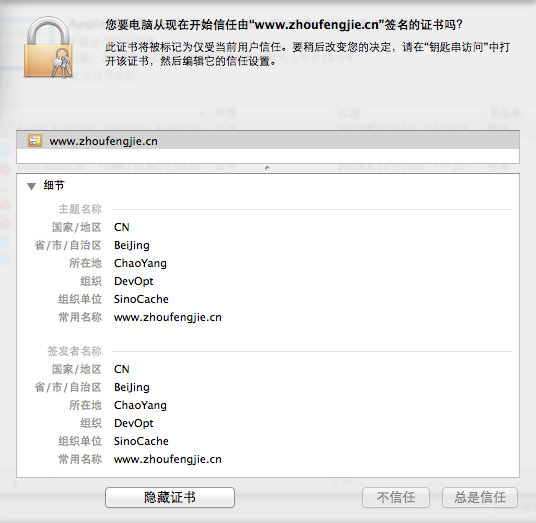 您要电脑从现在开始信任由“www.zhoufengjie.cn”签名的证书吗？
此证书将被标记为仅受当前用户信任。要稍后改变您的决定，请在“钥匙串访问”中打
开该证书，然后编辑它的信任设置。
www.zhoufengjie.cn
细节
主题名称
国家/地区 CN
省/市/自治区 BeiJing
所在地 ChaoYang
组织 DevOpt
组织单位 SinoCache
常用名称 www.zhoufengjie.cn
签发者名称
国家/地区 CN
省/市/自治区 BeiJing
所在地 ChaoYang
组织 DevOpt
组织单位 SinoCache
常用名称 www.zhoufengjie.cn
隐藏证书 不信任 总是信任